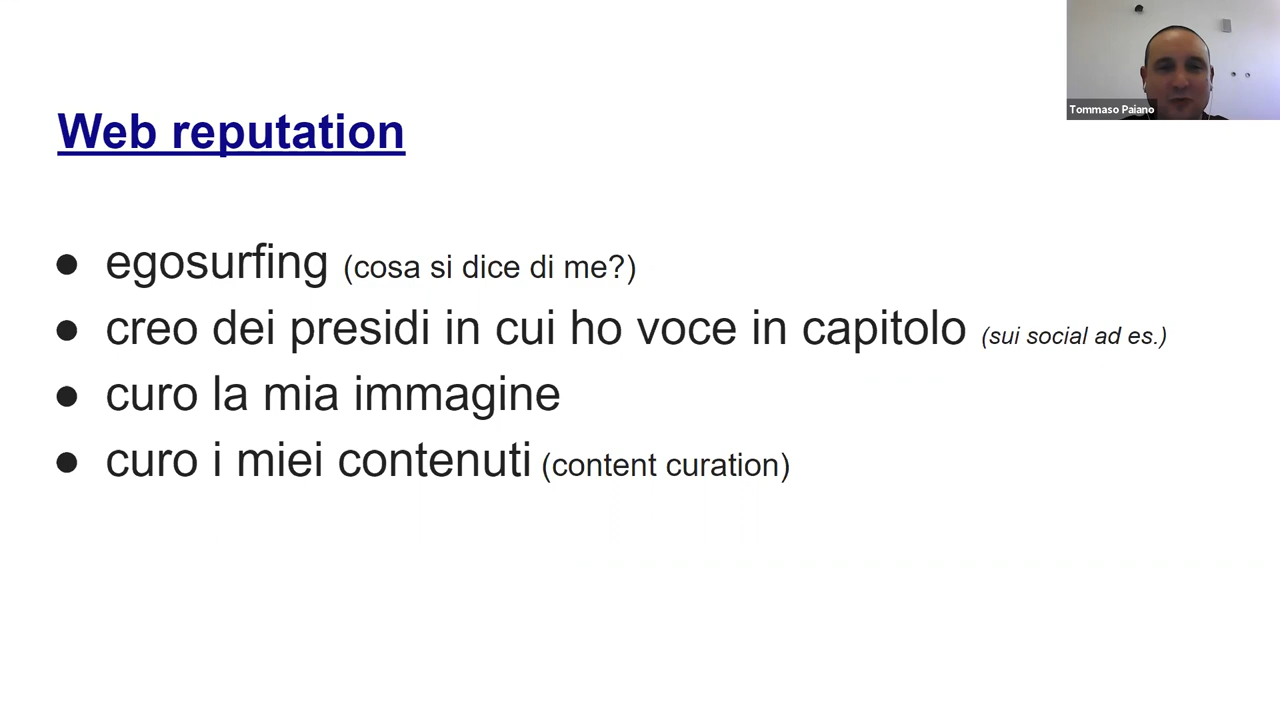 Tommaso Paiano
Web reputation
● egosurfing (cosa si dice di me?)
● creo dei presidi in cui ho voce in capitolo (sui social ad es.)
● curo la mia immagine
● curo i miei contenuti (content curation)